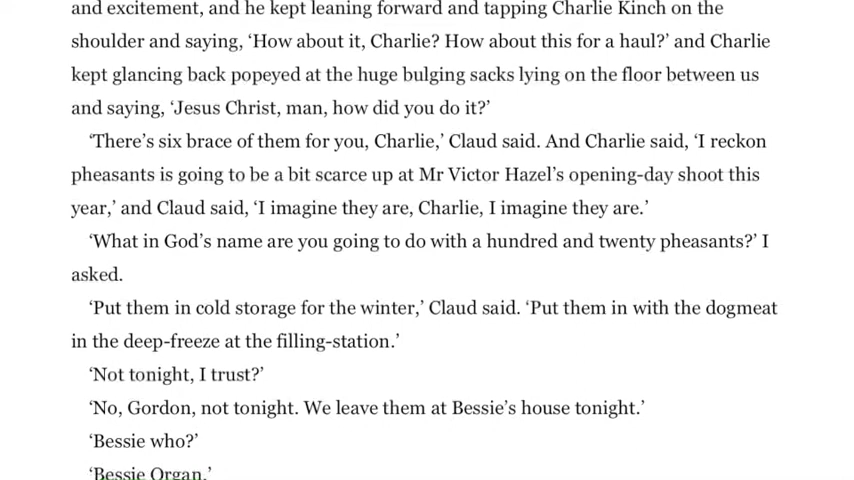 and excitement, and he kept leaning forward and tapping Charlie Kinch on the
shoulder and saying, ‘How about it, Charlie? How about this for a haul?’ and Charlie
kept glancing back popeyed at the huge bulging sacks lying on the floor between us
and saying, ‘Jesus Christ, man, how did you do it?’
‘There’s six brace of them for you, Charlie,’ Claud said. And Charlie said, ‘I reckon
pheasants is going to be a bit scarce up at Mr Victor Hazel’s opening-day shoot this
year,’ and Claud said, ‘I imagine they are, Charlie, I imagine they are.’
‘What in God’s name are you going to do with a hundred and twenty pheasants?’ I
asked.
‘Put them in cold storage for the winter,’ Claud said. ‘Put them in with the dogmeat
in the deep-freeze at the filling-station.’
‘Not tonight, I trust?’
‘No, Gordon, not tonight. We leave them at Bessie’s house tonight.’
‘Bessie who?’
‘Bessie Organ.’